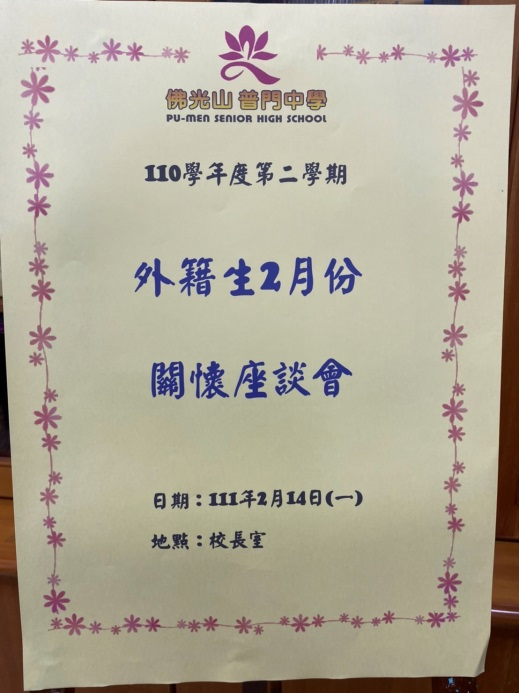 佛光山 普門中學
PU-MEN SENIOR HIGH SCHOOL
110學年度第二學期
外籍生2月份
關懷座談會
日期：111年2月14日(一)
地點：校長室